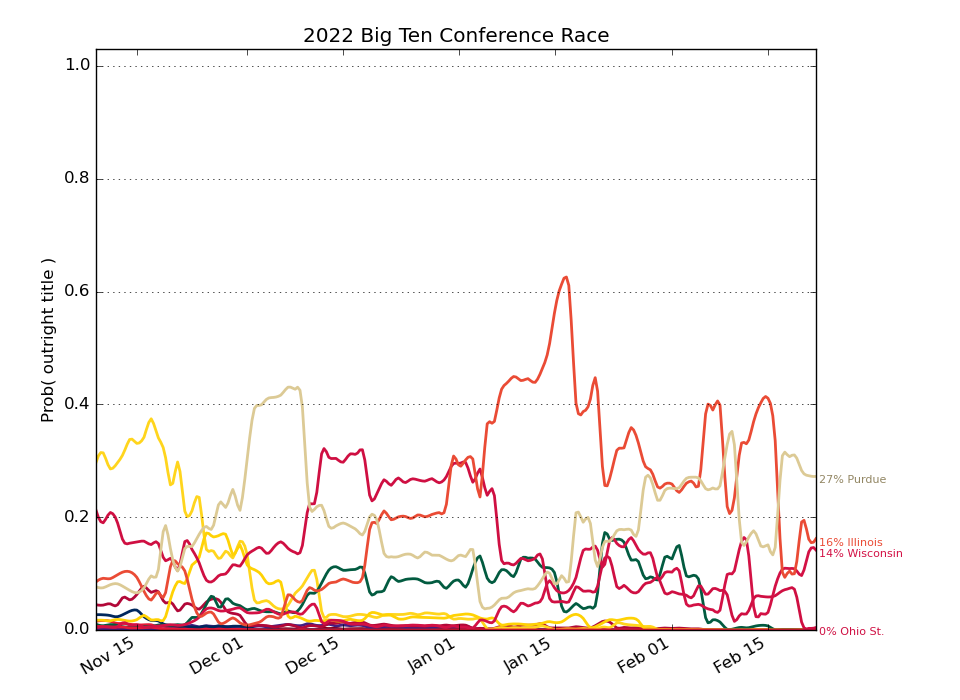 2022 Big Ten Conference Race
Prob( outright title )
1.0
0.8
0.6
0.4
0.2
0.0
Nov 15
Dec 01
Dec 15
Jan 01
Jan 15
Feb 01
Feb 15
27% Purdue
16% Illinois
14% Wisconsin
0% Ohio St.